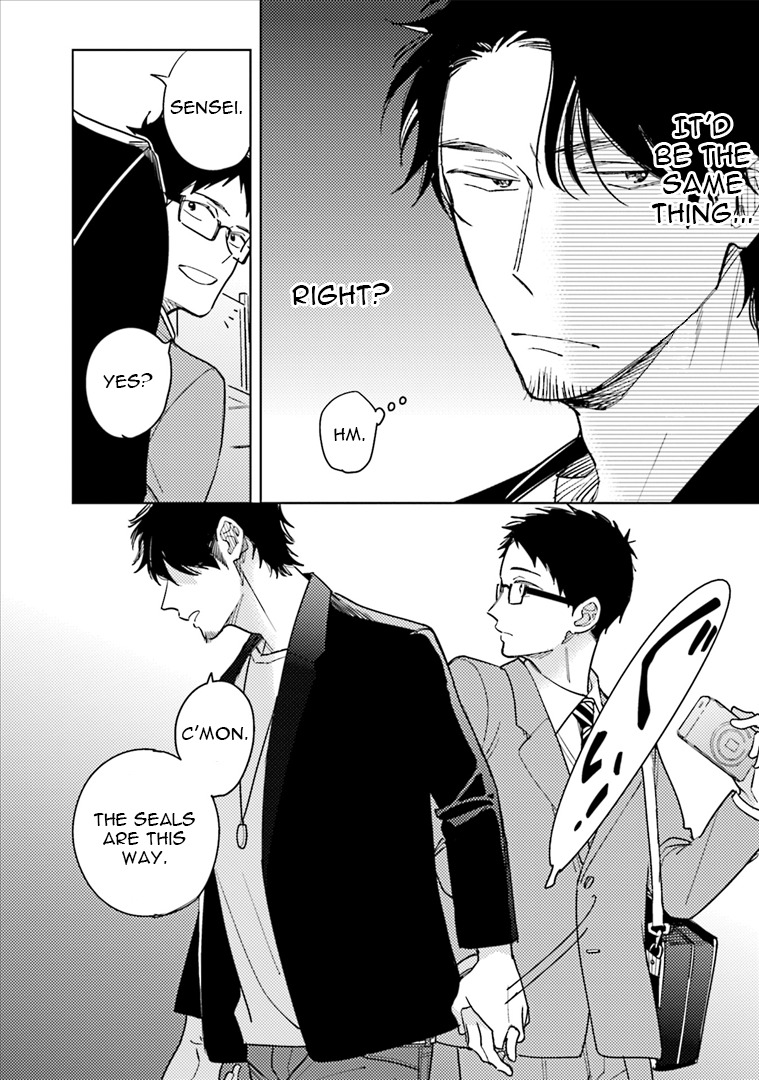 IT'D
BE THE
SAME
THING...
RIGHT?
HM.
SENSEI.
YES?
C'MON.
THE SEALS
ARE THIS
WAY.